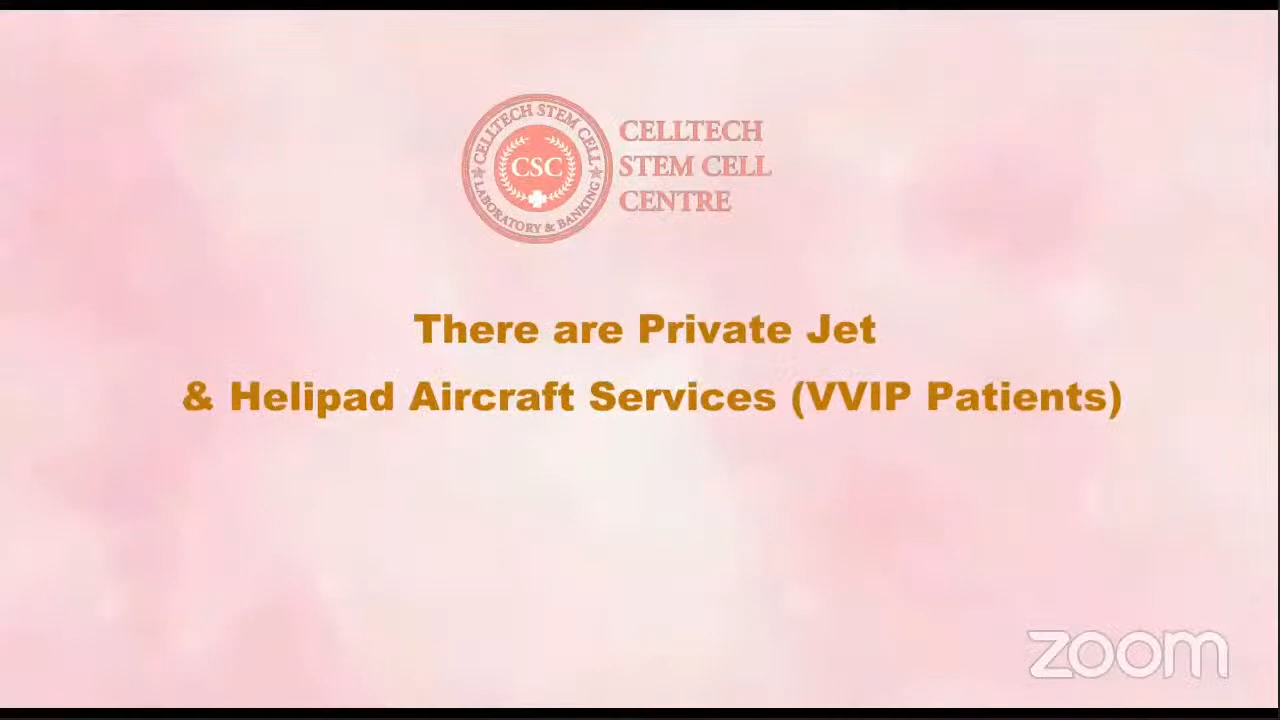 CELLTECH STEM CELL
CSC
LABORATORY & BANKING
CELLTECH
STEM CELL
CENTRE
There are Private Jet
& Helipad Aircraft Services (VVIP Patients)
zoom